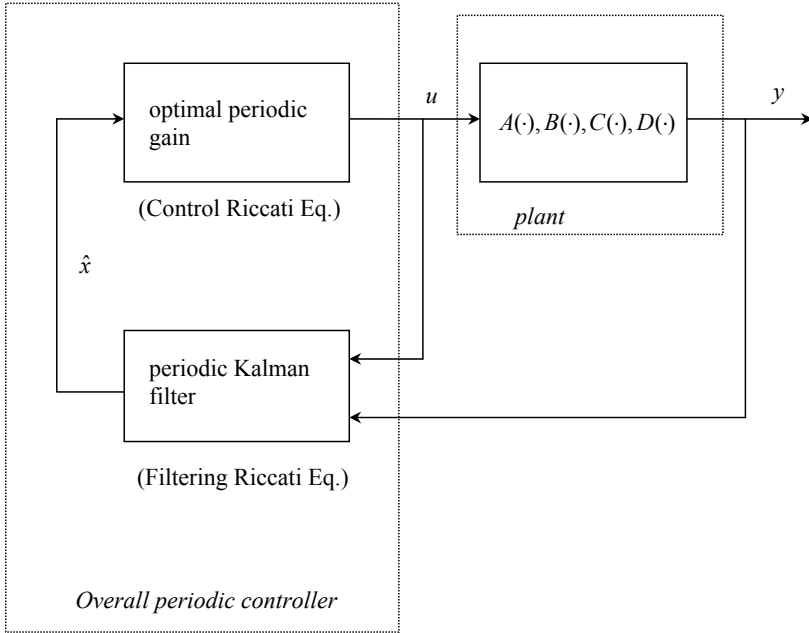 u
y
optimal periodic
gain
A(·), B(·), C(·), D(·)
(Control Riccati Eq.)
plant
x̂
periodic Kalman
filter
(Filtering Riccati Eq.)
Overall periodic controller